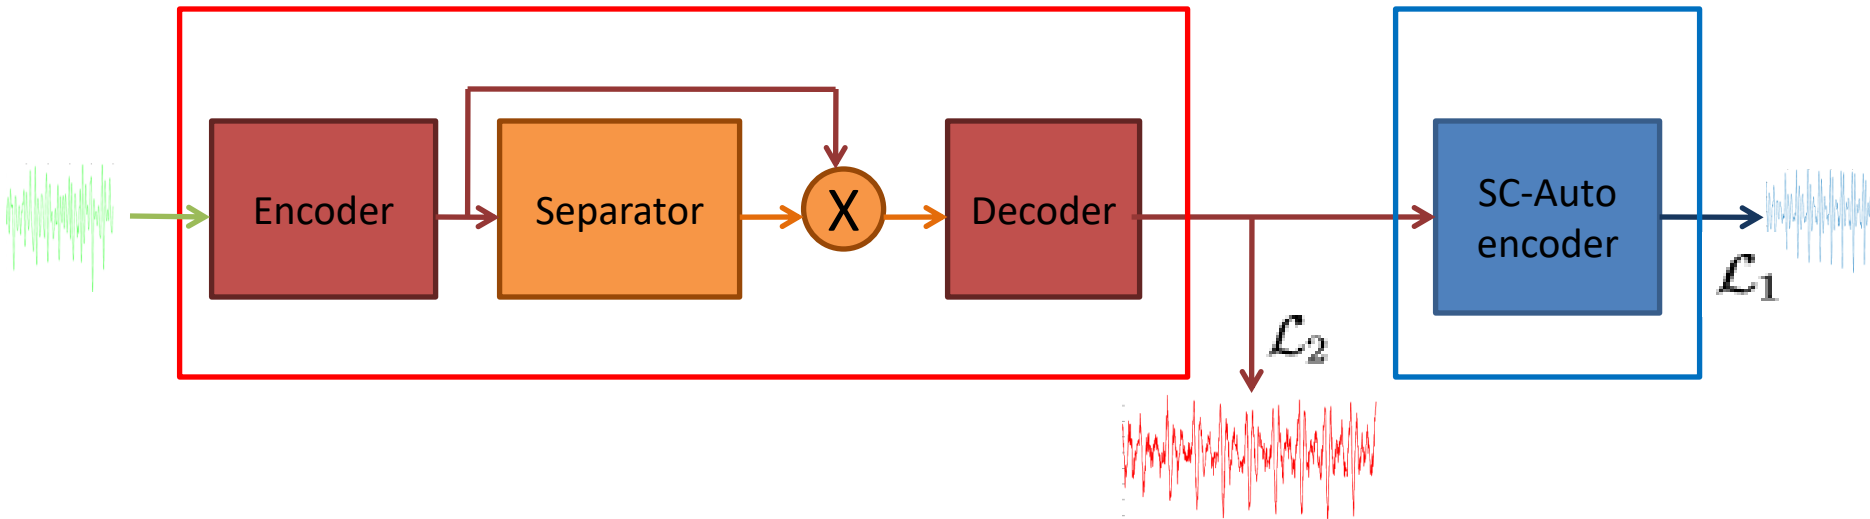 Encoder
Separator
X
Decoder
SC-Auto
encoder
ℒ₁
ℒ₂